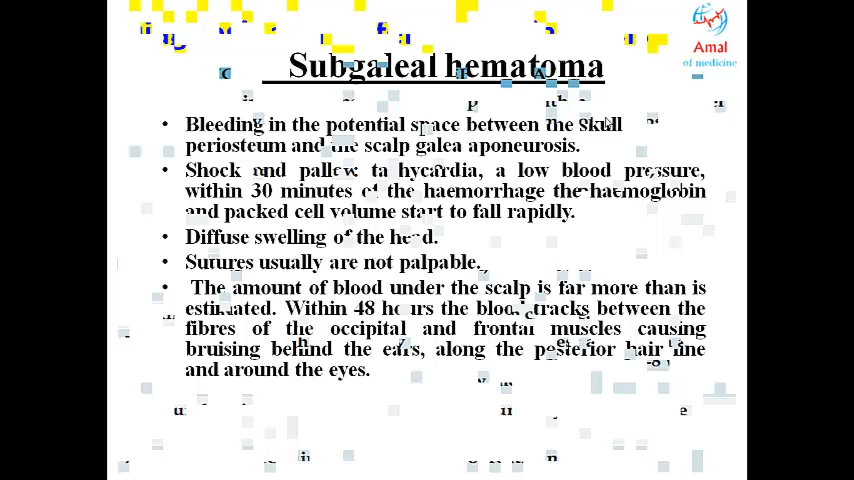 Amal
of medicine
Subgaleal hematoma
• Bleeding in the potential space between the skull
periosteum and the scalp galea aponeurosis.
• Shock and pallor: tachycardia, a low blood pressure,
within 30 minutes of the haemorrhage the haemoglobin
and packed cell volume start to fall rapidly.
• Diffuse swelling of the head.
• Sutures usually are not palpable.
• The amount of blood under the scalp is far more than is
estimated. Within 48 hours the blood tracks between the
fibres of the occipital and frontal muscles causing
bruising behind the ears, along the posterior hair line
and around the eyes.